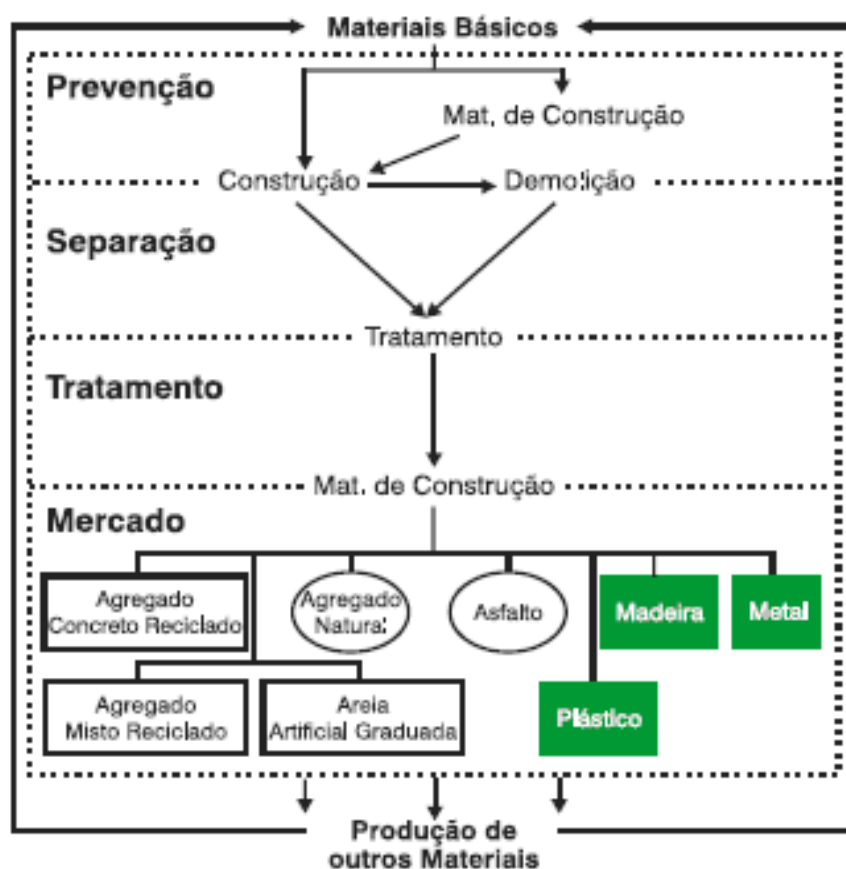 Materiais Básicos
Prevenção
Mat. de Construção
Construção
Demolição
Separação
Tratamento
Tratamento
Mat. de Construção
Mercado
Agregado
Concreto Reciclado
Agregado
Natural
Asfalto
Madeira
Metal
Agregado
Misto Reciclado
Areia
Artificial Graduada
Plástico
Produção de
outros Materiais